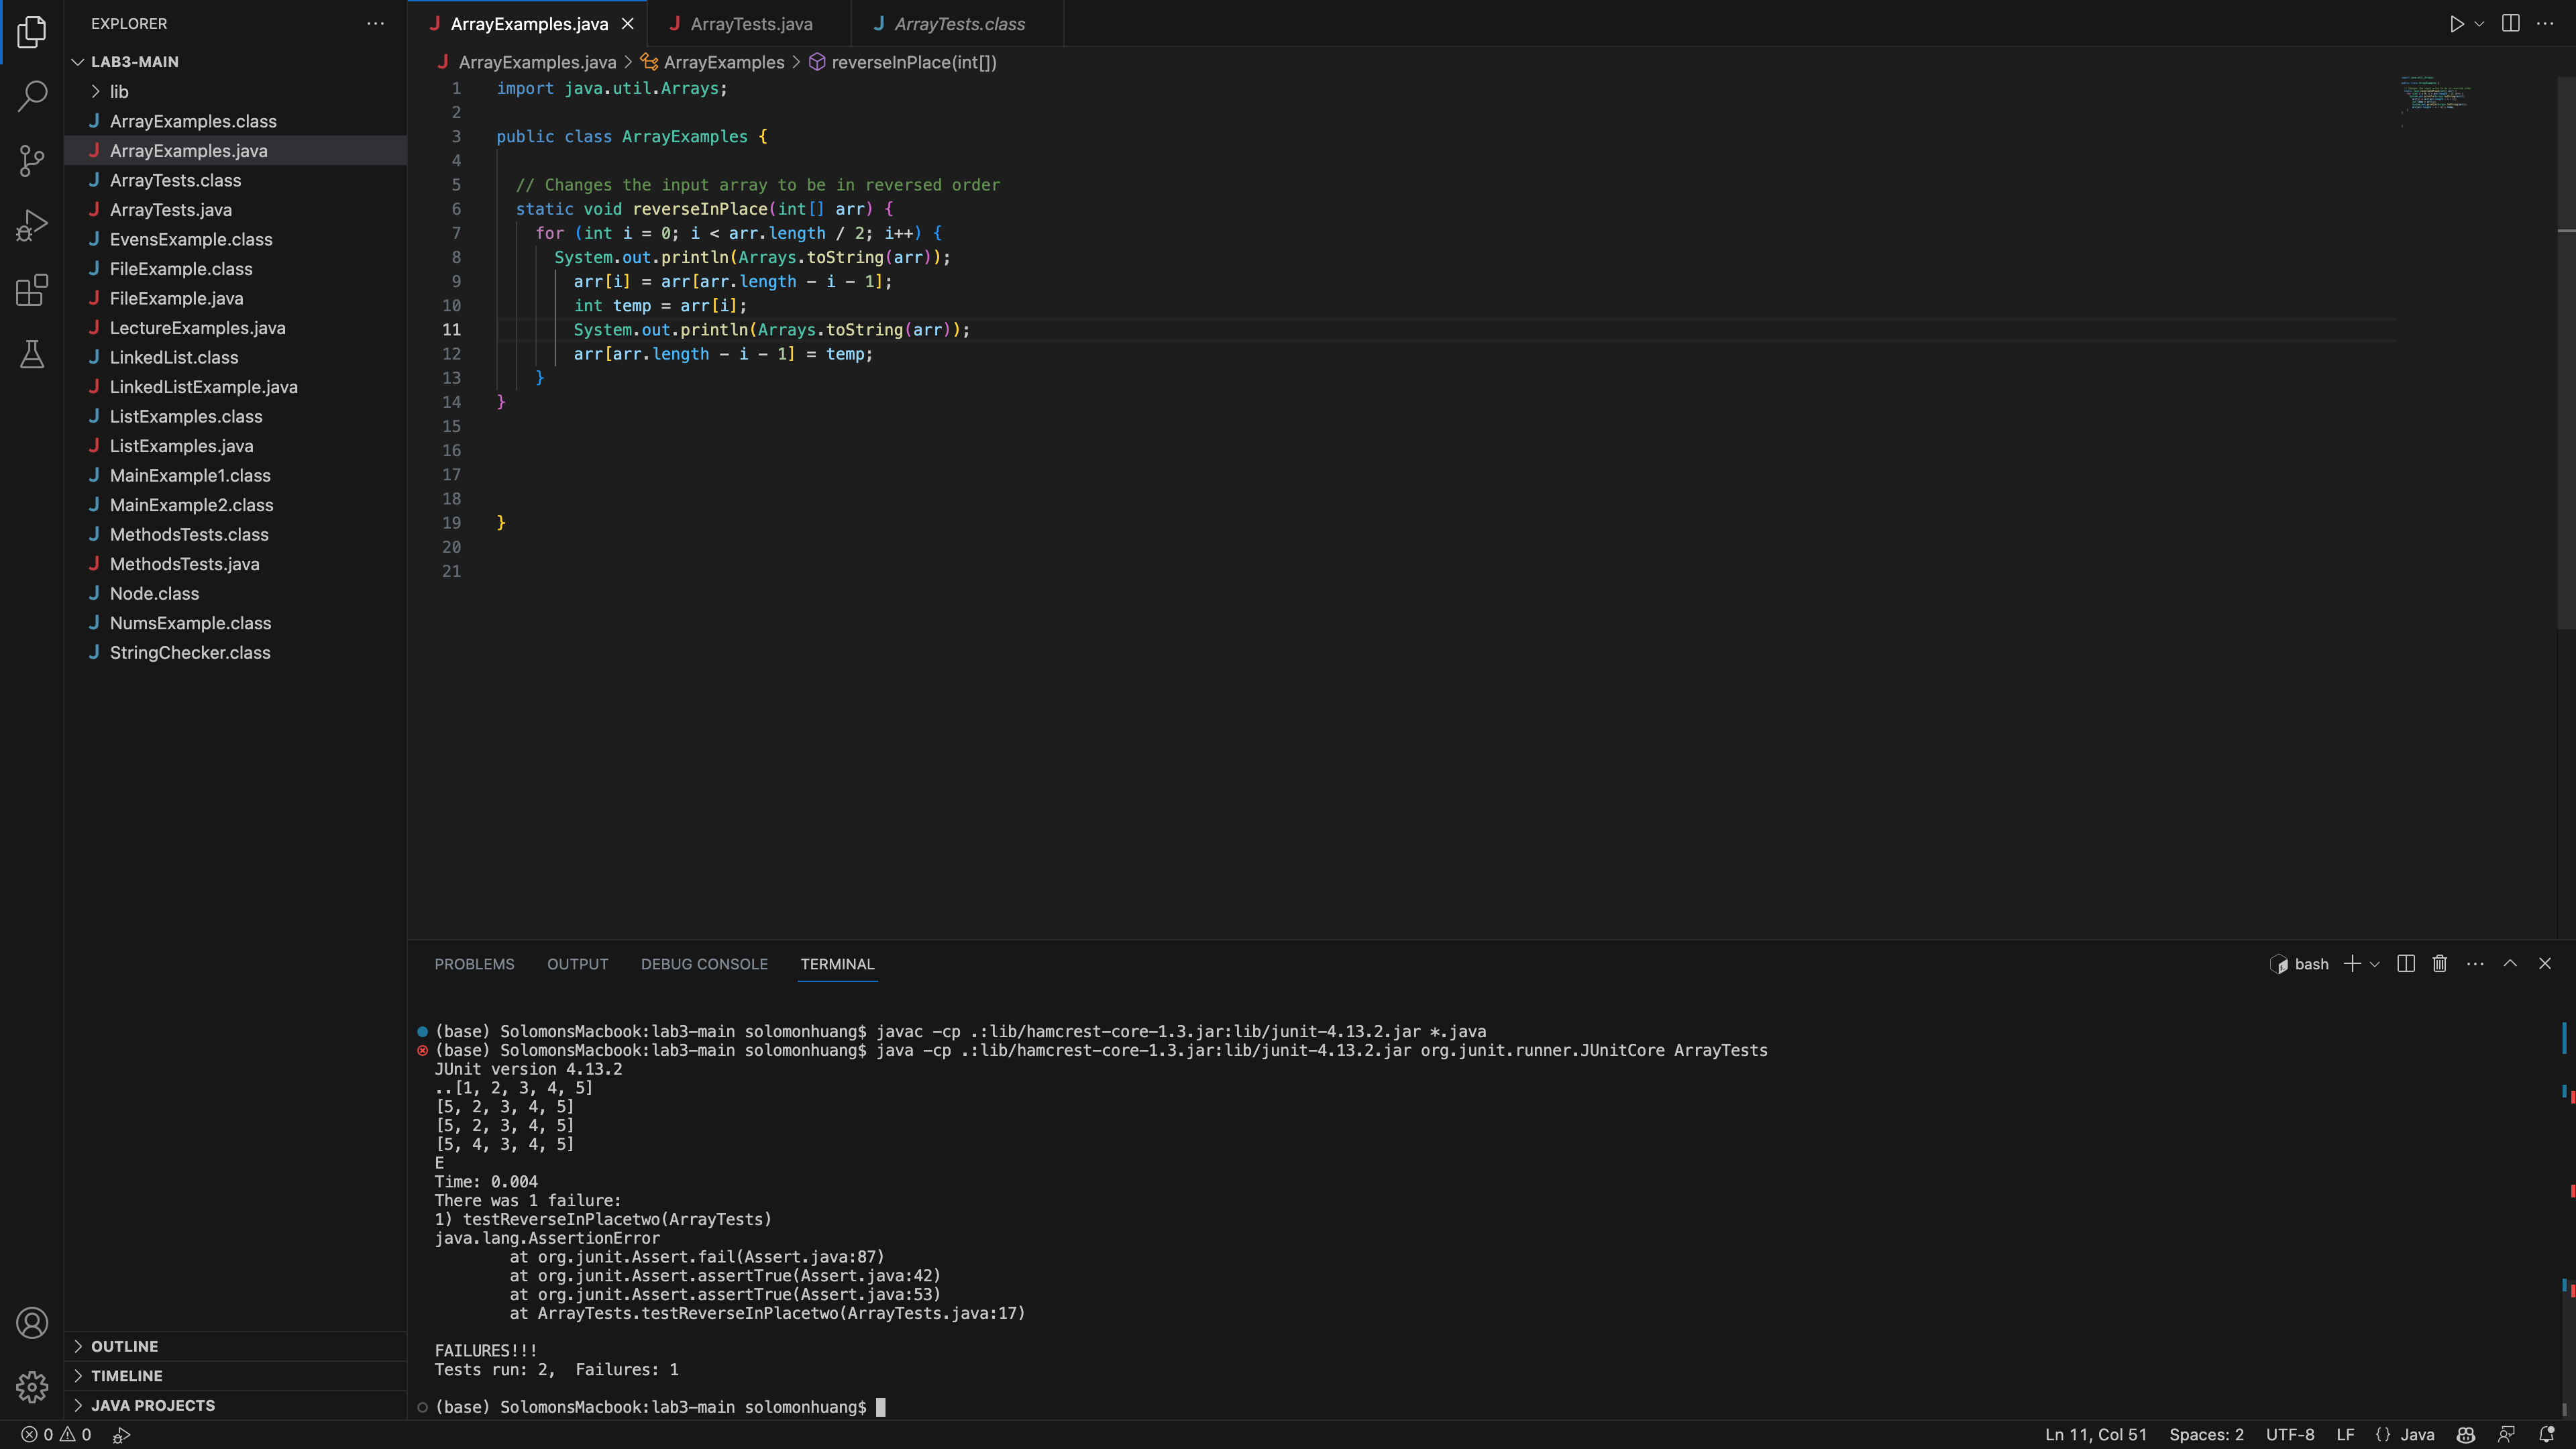 EXPLORER
LAB3-MAIN
lib
ArrayExamples.class
ArrayExamples.java
ArrayTests.class
ArrayTests.java
EvensExample.class
FileExample.class
FileExample.java
LectureExamples.java
LinkedList.class
LinkedListExample.java
ListExamples.class
ListExamples.java
MainExample1.class
MainExample2.class
MethodsTests.class
MethodsTests.java
Node.class
NumsExample.class
StringChecker.class
OUTLINE
TIMELINE
JAVA PROJECTS
ArrayExamples.java ArrayTests.java ArrayTests.class
ArrayExamples.java > ArrayExamples > reverseInPlace(int[])
1 import java.util.Arrays;
2
3 public class ArrayExamples {
4
5 // Changes the input array to be in reversed order
6 static void reverseInPlace(int[] arr) {
7 for (int i = 0; i < arr.length / 2; i++) {
8 System.out.println(Arrays.toString(arr));
9 arr[i] = arr[arr.length - i - 1];
10 int temp = arr[i];
11 System.out.println(Arrays.toString(arr));
12 arr[arr.length - i - 1] = temp;
13 }
14 }
15
16
17
18
19 }
20
21
PROBLEMS OUTPUT DEBUG CONSOLE TERMINAL
bash
(base) SolomonsMacbook:lab3-main solomonhuang$ javac -cp .:lib/hamcrest-core-1.3.jar:lib/junit-4.13.2.jar *.java
(base) SolomonsMacbook:lab3-main solomonhuang$ java -cp .:lib/hamcrest-core-1.3.jar:lib/junit-4.13.2.jar org.junit.runner.JUnitCore ArrayTests
JUnit version 4.13.2
..[1, 2, 3, 4, 5]
[5, 2, 3, 4, 5]
[5, 2, 3, 4, 5]
[5, 4, 3, 4, 5]
E
Time: 0.004
There was 1 failure:
1) testReverseInPlacetwo(ArrayTests)
java.lang.AssertionError
at org.junit.Assert.fail(Assert.java:87)
at org.junit.Assert.assertTrue(Assert.java:42)
at org.junit.Assert.assertTrue(Assert.java:53)
at ArrayTests.testReverseInPlacetwo(ArrayTests.java:17)
FAILURES!!!
Tests run: 2, Failures: 1
(base) SolomonsMacbook:lab3-main solomonhuang$
0 0
Ln 11, Col 51 Spaces: 2 UTF-8 LF {} Java